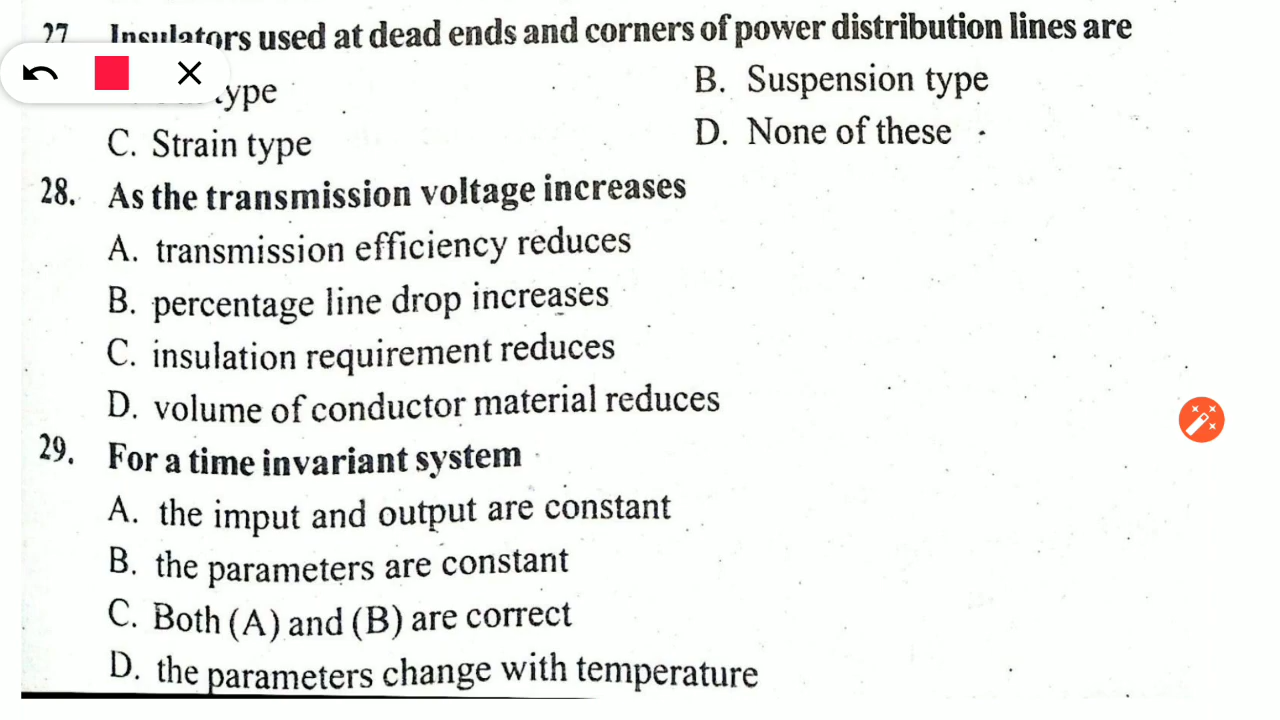 27 Insulators used at dead ends and corners of power distribution lines are
ype
B. Suspension type
C. Strain type
D. None of these
28. As the transmission voltage increases
A. transmission efficiency reduces
B. percentage line drop increases
C. insulation requirement reduces
D. volume of conductor material reduces
29. For a time invariant system
A. the imput and output are constant
B. the parameters are constant
C. Both (A) and (B) are correct
D. the parameters change with temperature